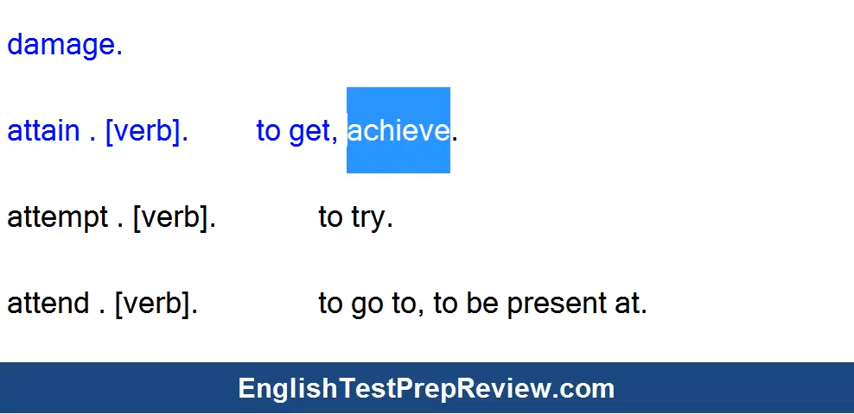 damage.
attain . [verb]. to get, achieve.
attempt . [verb]. to try.
attend . [verb]. to go to, to be present at.
EnglishTestPrepReview.com